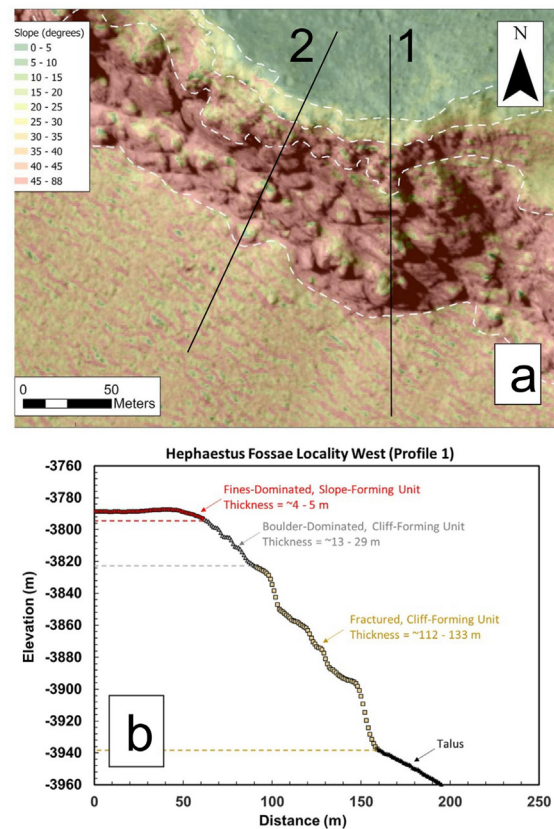 Slope (degrees)
0 - 5
5 - 10
10 - 15
15 - 20
20 - 25
25 - 30
30 - 35
35 - 40
40 - 45
45 - 88
2
1
N
0 50
Meters
a
Hephaestus Fossae Locality West (Profile 1)
-3760
-3780
-3800
-3820
-3840
-3860
-3880
-3900
-3920
-3940
-3960
Elevation (m)
Fines-Dominated, Slope-Forming Unit
Thickness = ~4 - 5 m
Boulder-Dominated, Cliff-Forming Unit
Thickness = ~13 - 29 m
Fractured, Cliff-Forming Unit
Thickness = ~112 - 133 m
Talus
b
0 50 100 150 200 250
Distance (m)